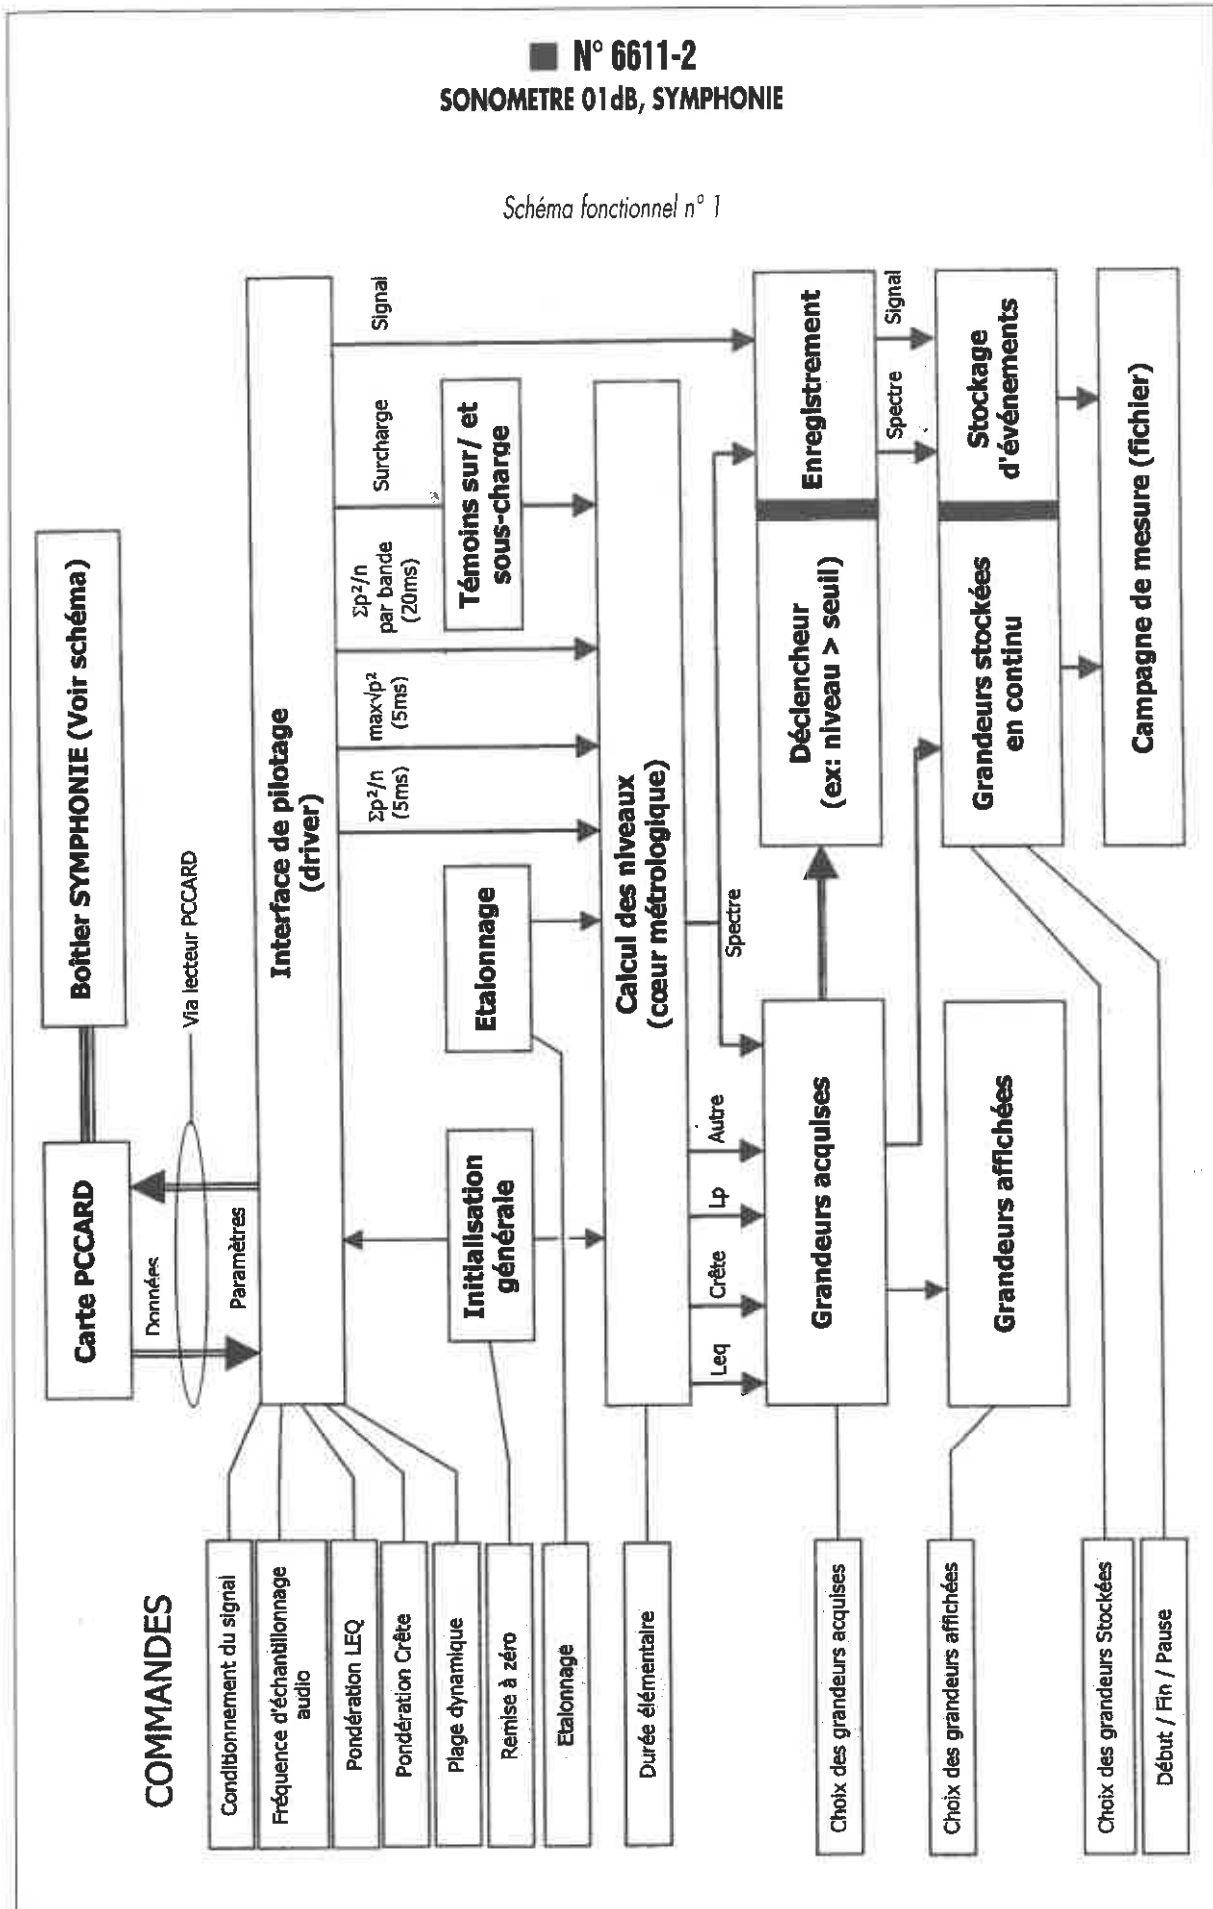 N° 6611-2
SONOMETRE 01dB, SYMPHONIE
Schéma fonctionnel n° 1
COMMANDES
Conditionnement du signal
Fréquence d'échantillonnage
audio
Pondération LEQ
Pondération Crête
Plage dynamique
Remise à zéro
Etalonnage
Durée élémentaire
Choix des grandeurs acquises
Choix des grandeurs affichées
Choix des grandeurs Stockées
Début / Fin / Pause
Carte PCCARD
Boîtier SYMPHONIE (Voir schéma)
Données
Paramètres
Via lecteur PCCARD
Interface de pilotage
(driver)
Σp²/n
(5ms)
max√p²
(5ms)
Σp²/n
par bande
(20ms)
Surcharge
Signal
Initialisation
générale
Etalonnage
Témoins sur/ et
sous-charge
Calcul des niveaux
(cœur métrologique)
Leq
Crête
Lp
Autre
Spectre
Grandeurs acquises
Déclencheur
(ex: niveau > seuil)
Enregistrement
Spectre
Signal
Grandeurs affichées
Grandeurs stockées
en continu
Stockage
d'événements
Campagne de mesure (fichier)